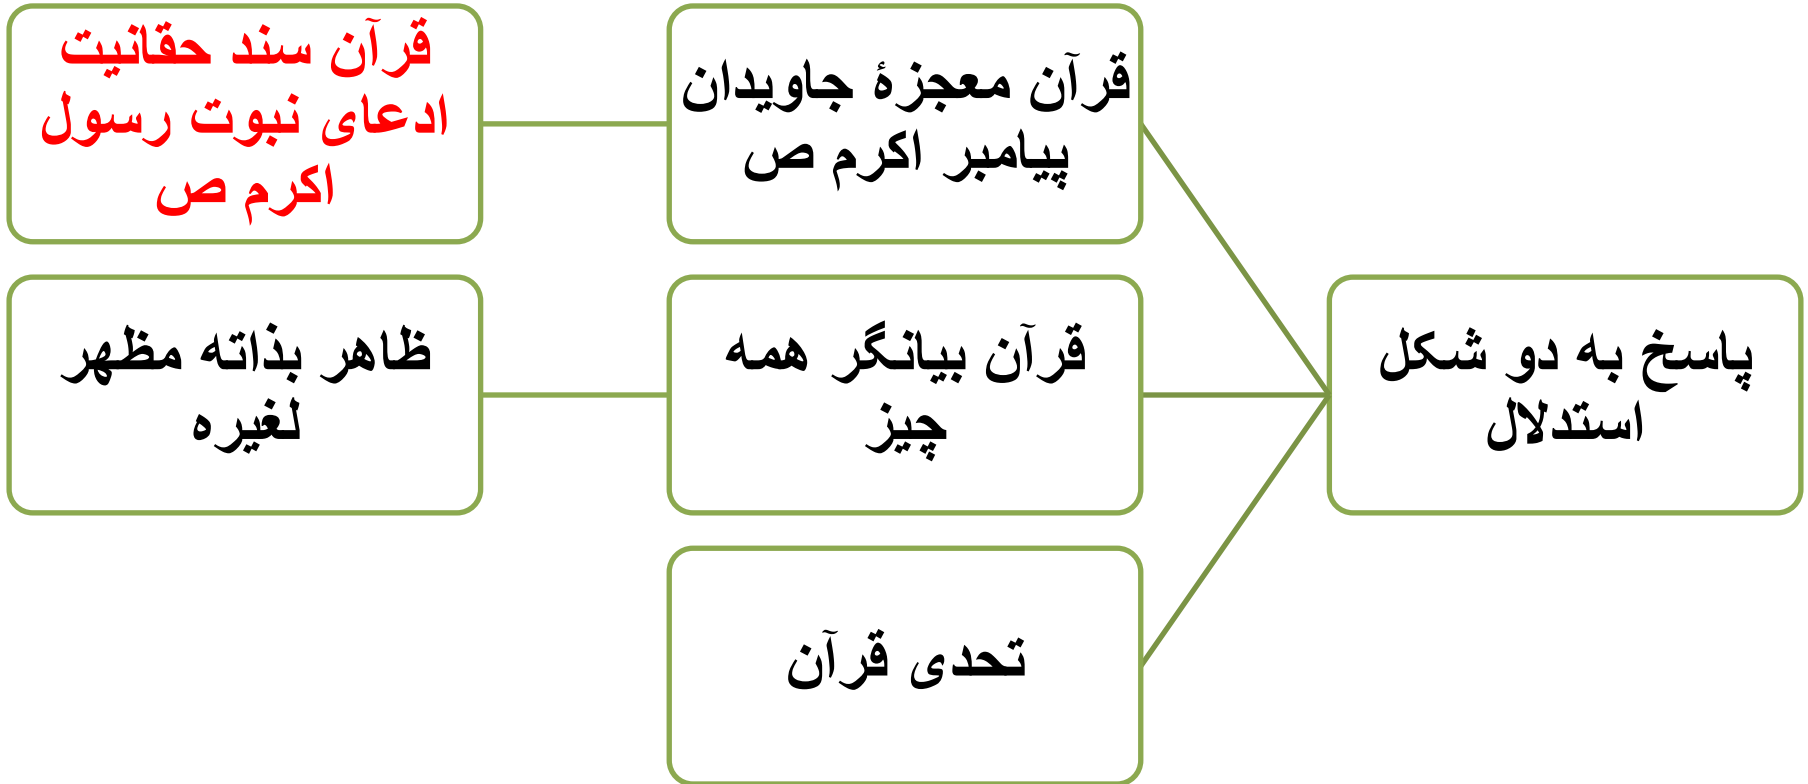 پاسخ به دو شکل
استدلال
قرآن معجزۀ جاویدان
پیامبر اکرم ص
قرآن سند حقانیت
ادعای نبوت رسول
اکرم ص
قرآن بیانگر همه
چیز
ظاهر بذاته مظهر
لغیره
تحدی قرآن